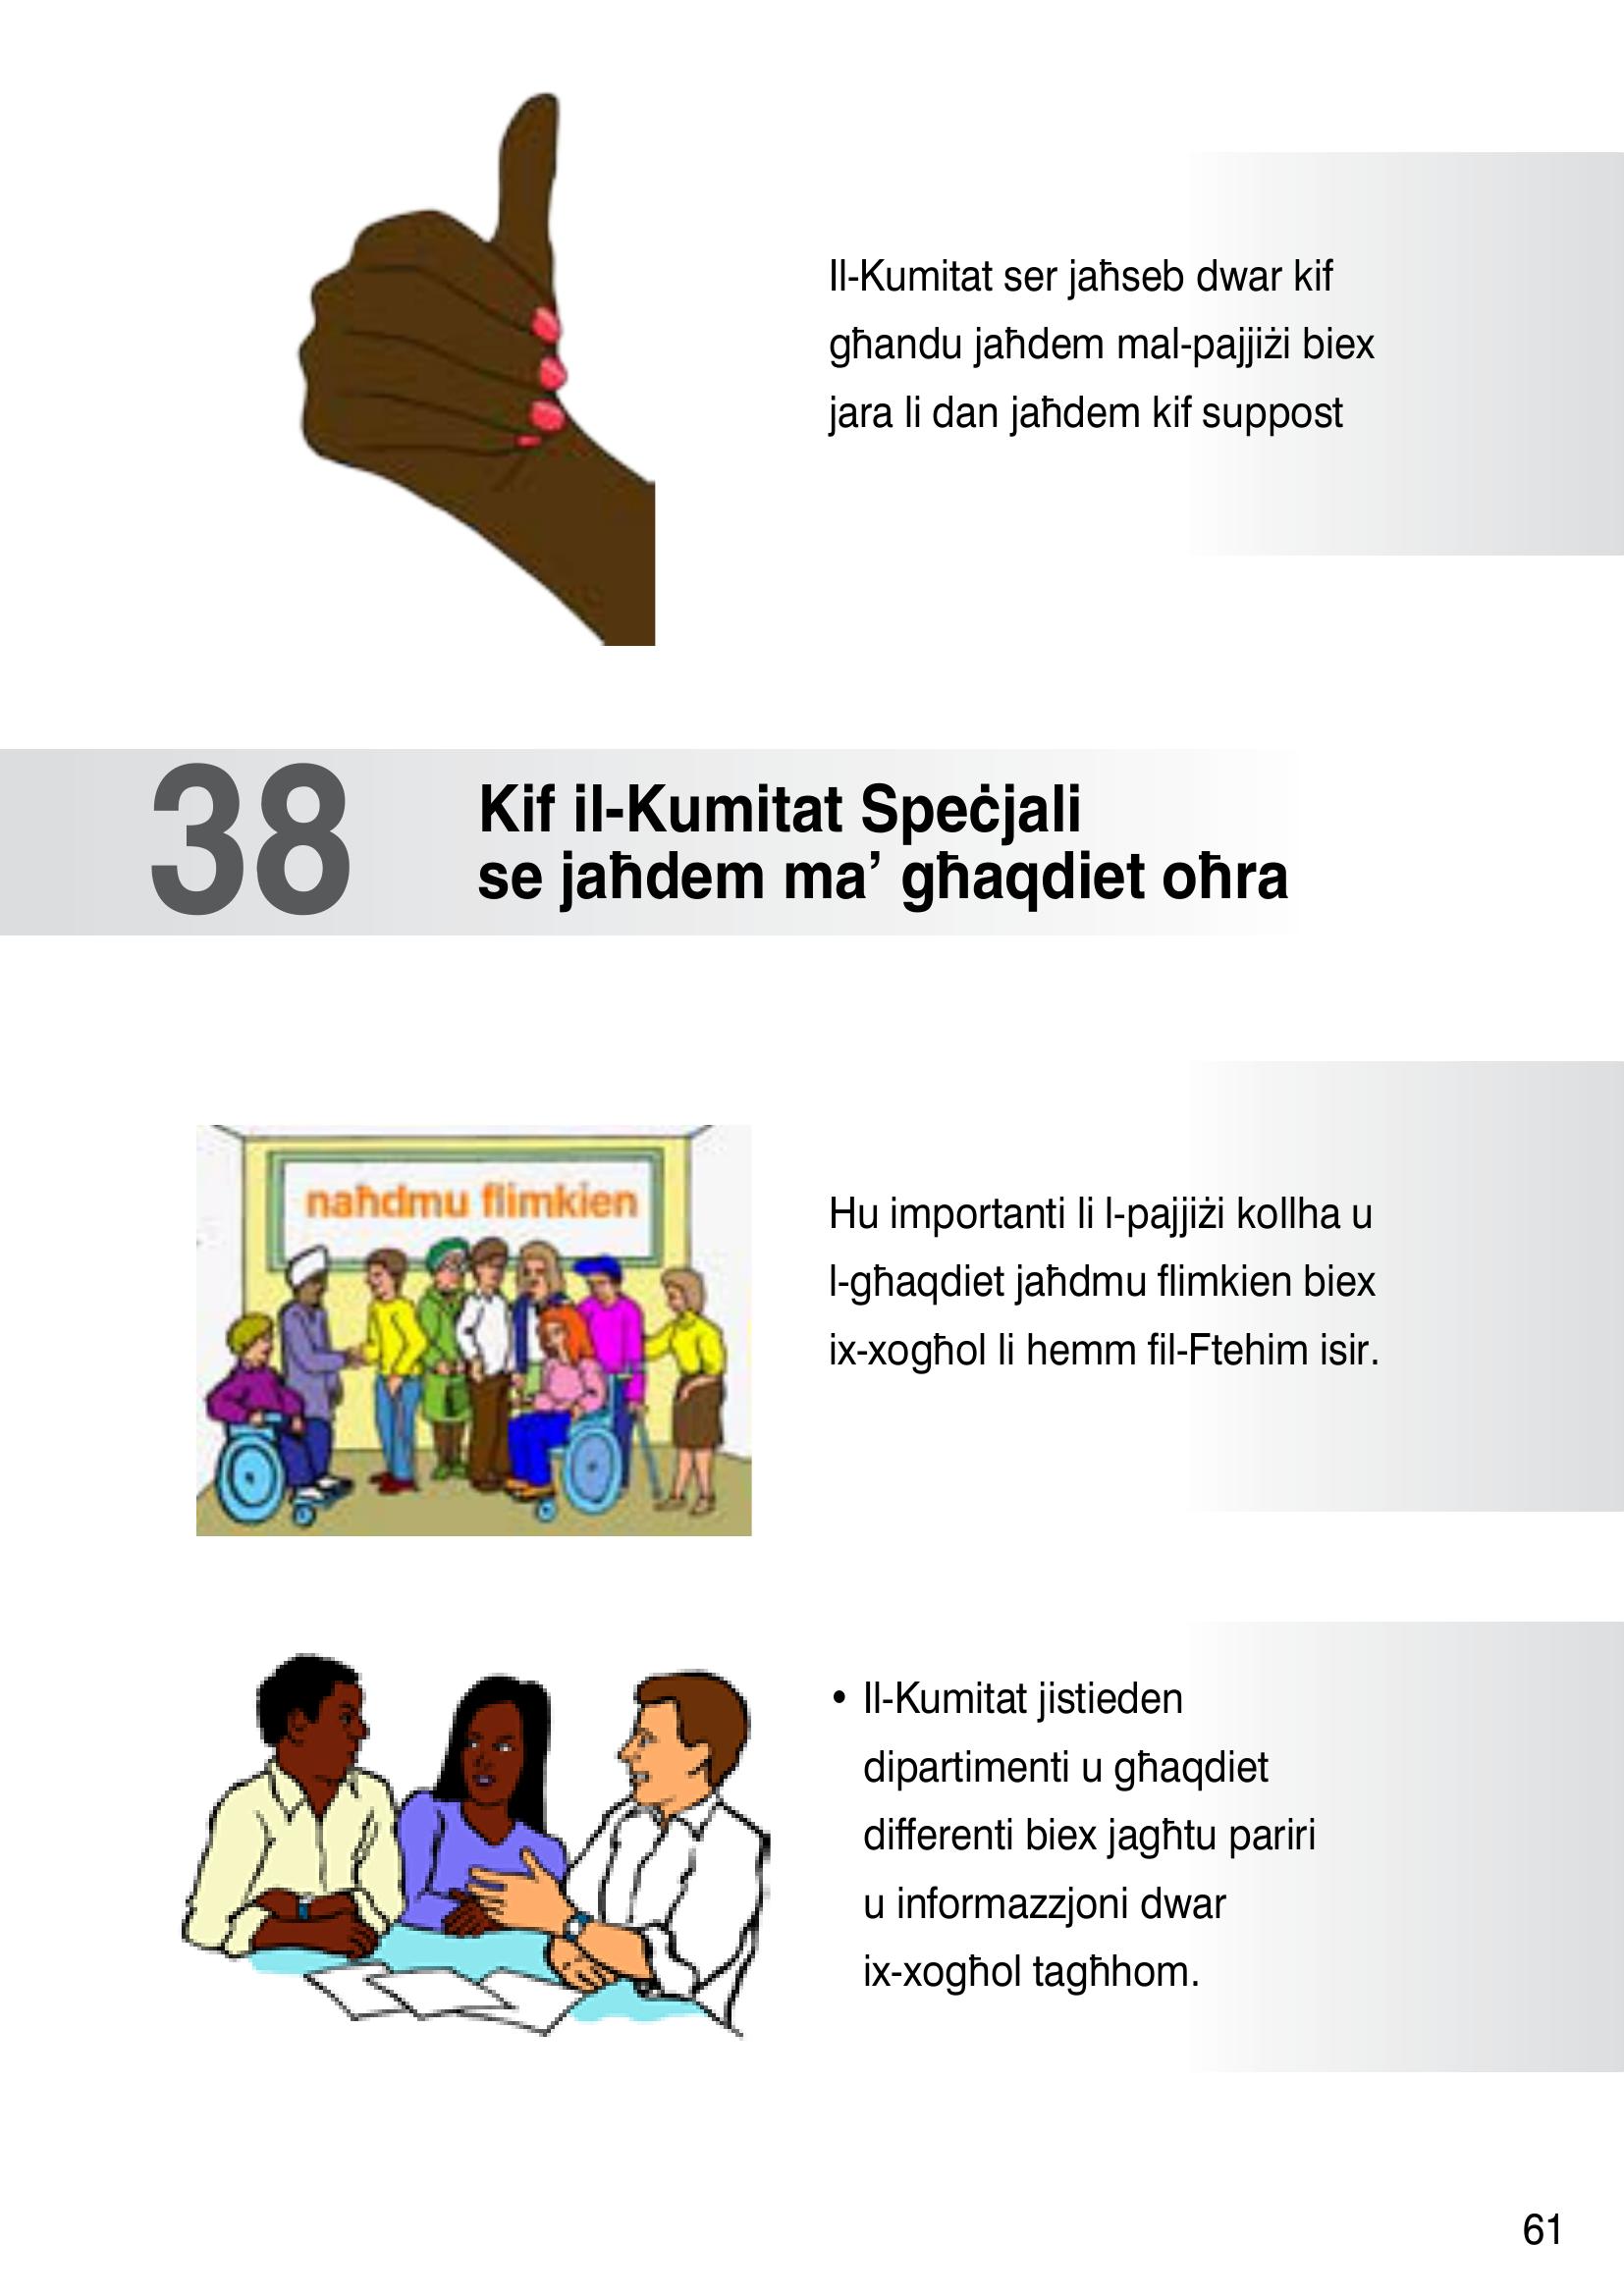 Il-Kumitat ser jaħseb dwar kif
għandu jaħdem mal-pajjiżi biex
jara li dan jaħdem kif suppost
38
Kif il-Kumitat Speċjali
se jaħdem ma’ għaqdiet oħra
naħdmu flimkien
Hu importanti li l-pajjiżi kollha u
l-għaqdiet jaħdmu flimkien biex
ix-xogħol li hemm fil-Ftehim isir.
• Il-Kumitat jistieden
dipartimenti u għaqdiet
differenti biex jagħtu pariri
u informazzjoni dwar
ix-xogħol tagħhom.
61